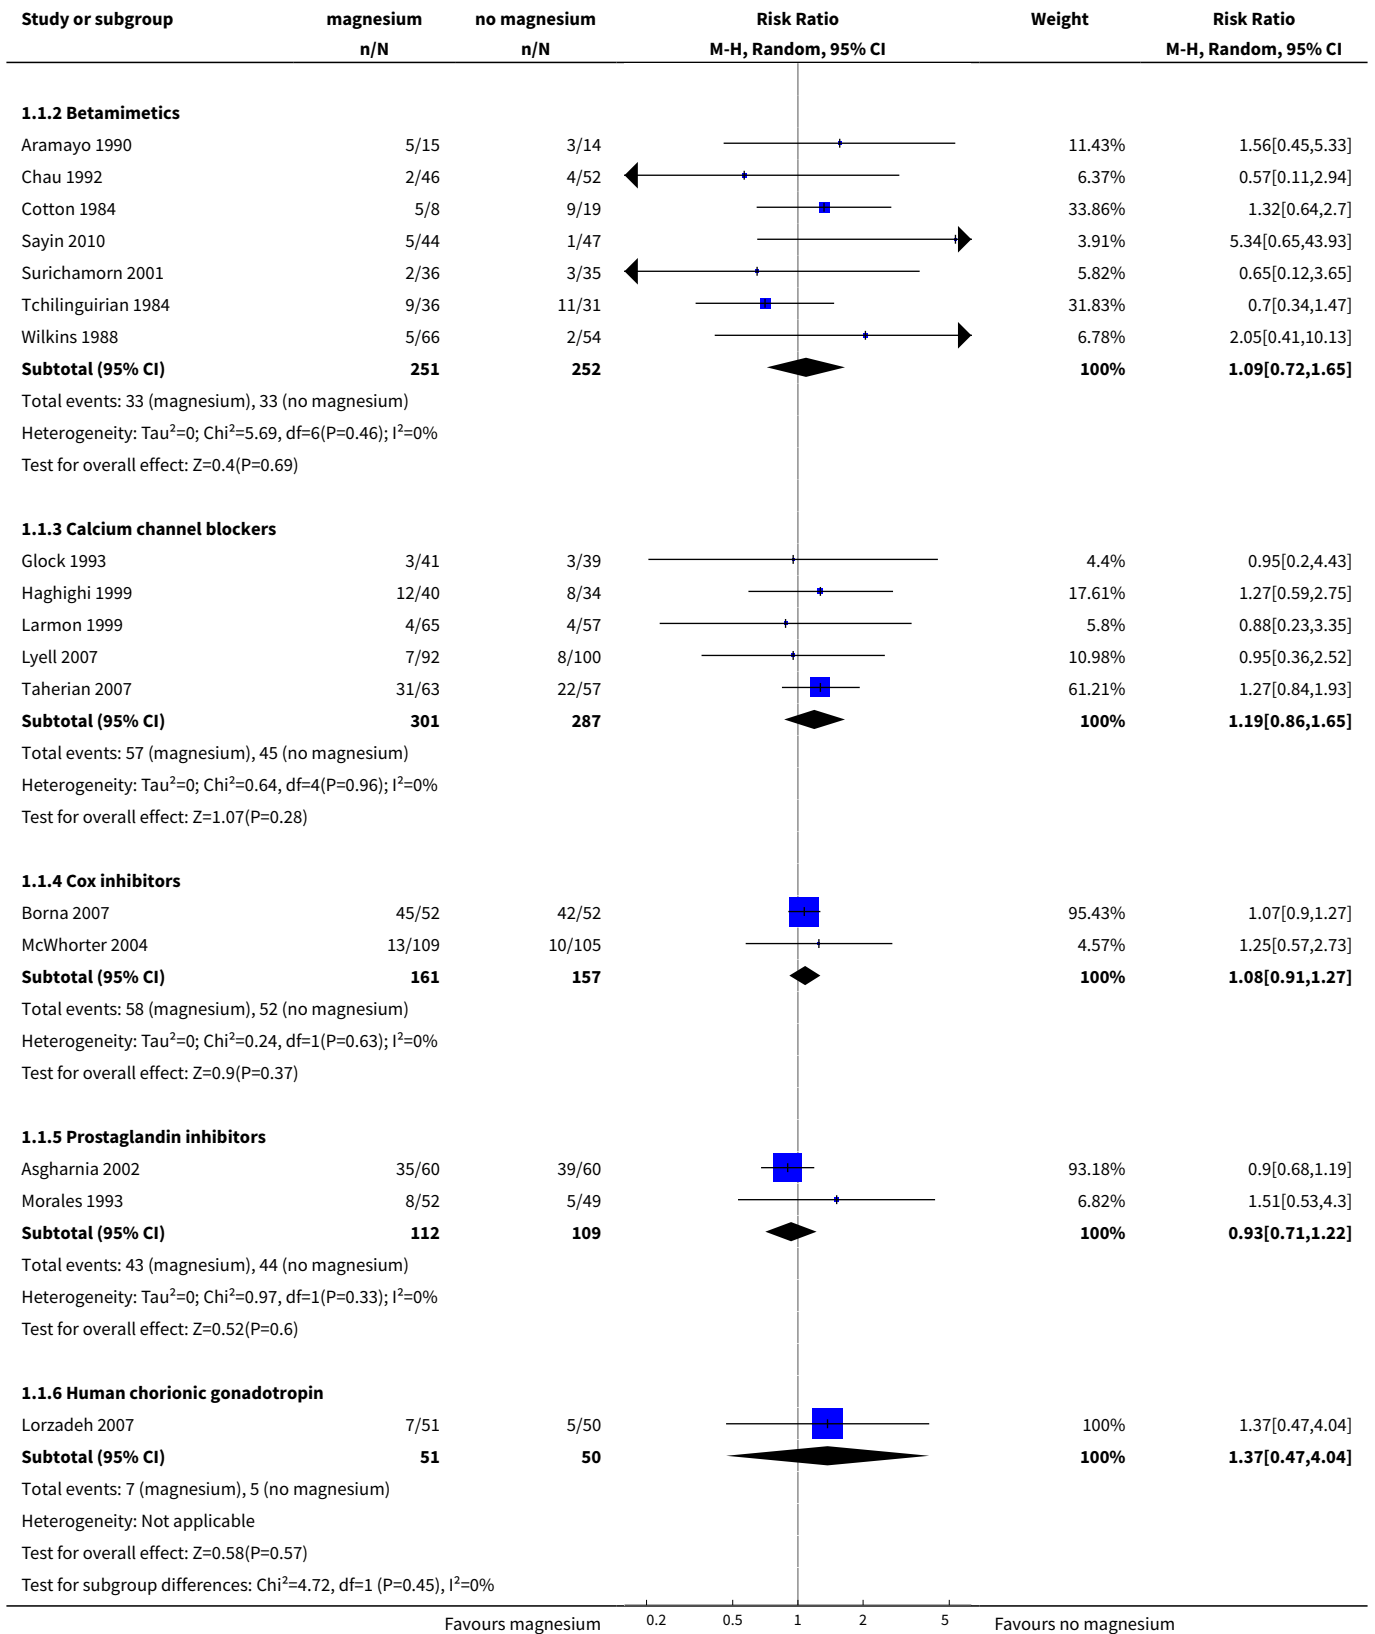 Study or subgroup magnesium no magnesium Risk Ratio Weight Risk Ratio
n/N n/N M-H, Random, 95% CI M-H, Random, 95% CI
1.1.2 Betamimetics
Aramayo 1990 5/15 3/14 11.43% 1.56[0.45,5.33]
Chau 1992 2/46 4/52 6.37% 0.57[0.11,2.94]
Cotton 1984 5/8 9/19 33.86% 1.32[0.64,2.7]
Sayin 2010 5/44 1/47 3.91% 5.34[0.65,43.93]
Surichamorn 2001 2/36 3/35 5.82% 0.65[0.12,3.65]
Tchilinguirian 1984 9/36 11/31 31.83% 0.7[0.34,1.47]
Wilkins 1988 5/66 2/54 6.78% 2.05[0.41,10.13]
Subtotal (95% CI) 251 252 100% 1.09[0.72,1.65]
Total events: 33 (magnesium), 33 (no magnesium)
Heterogeneity: Tau²=0; Chi²=5.69, df=6(P=0.46); I²=0%
Test for overall effect: Z=0.4(P=0.69)
1.1.3 Calcium channel blockers
Glock 1993 3/41 3/39 4.4% 0.95[0.2,4.43]
Haghighi 1999 12/40 8/34 17.61% 1.27[0.59,2.75]
Larmon 1999 4/65 4/57 5.8% 0.88[0.23,3.35]
Lyell 2007 7/92 8/100 10.98% 0.95[0.36,2.52]
Taherian 2007 31/63 22/57 61.21% 1.27[0.84,1.93]
Subtotal (95% CI) 301 287 100% 1.19[0.86,1.65]
Total events: 57 (magnesium), 45 (no magnesium)
Heterogeneity: Tau²=0; Chi²=0.64, df=4(P=0.96); I²=0%
Test for overall effect: Z=1.07(P=0.28)
1.1.4 Cox inhibitors
Borna 2007 45/52 42/52 95.43% 1.07[0.9,1.27]
McWhorter 2004 13/109 10/105 4.57% 1.25[0.57,2.73]
Subtotal (95% CI) 161 157 100% 1.08[0.91,1.27]
Total events: 58 (magnesium), 52 (no magnesium)
Heterogeneity: Tau²=0; Chi²=0.24, df=1(P=0.63); I²=0%
Test for overall effect: Z=0.9(P=0.37)
1.1.5 Prostaglandin inhibitors
Asgharnia 2002 35/60 39/60 93.18% 0.9[0.68,1.19]
Morales 1993 8/52 5/49 6.82% 1.51[0.53,4.3]
Subtotal (95% CI) 112 109 100% 0.93[0.71,1.22]
Total events: 43 (magnesium), 44 (no magnesium)
Heterogeneity: Tau²=0; Chi²=0.97, df=1(P=0.33); I²=0%
Test for overall effect: Z=0.52(P=0.6)
1.1.6 Human chorionic gonadotropin
Lorzadeh 2007 7/51 5/50 100% 1.37[0.47,4.04]
Subtotal (95% CI) 51 50 100% 1.37[0.47,4.04]
Total events: 7 (magnesium), 5 (no magnesium)
Heterogeneity: Not applicable
Test for overall effect: Z=0.58(P=0.57)
Test for subgroup differences: Chi²=4.72, df=1 (P=0.45), I²=0%
Favours magnesium 0.2 0.5 1 2 5 Favours no magnesium